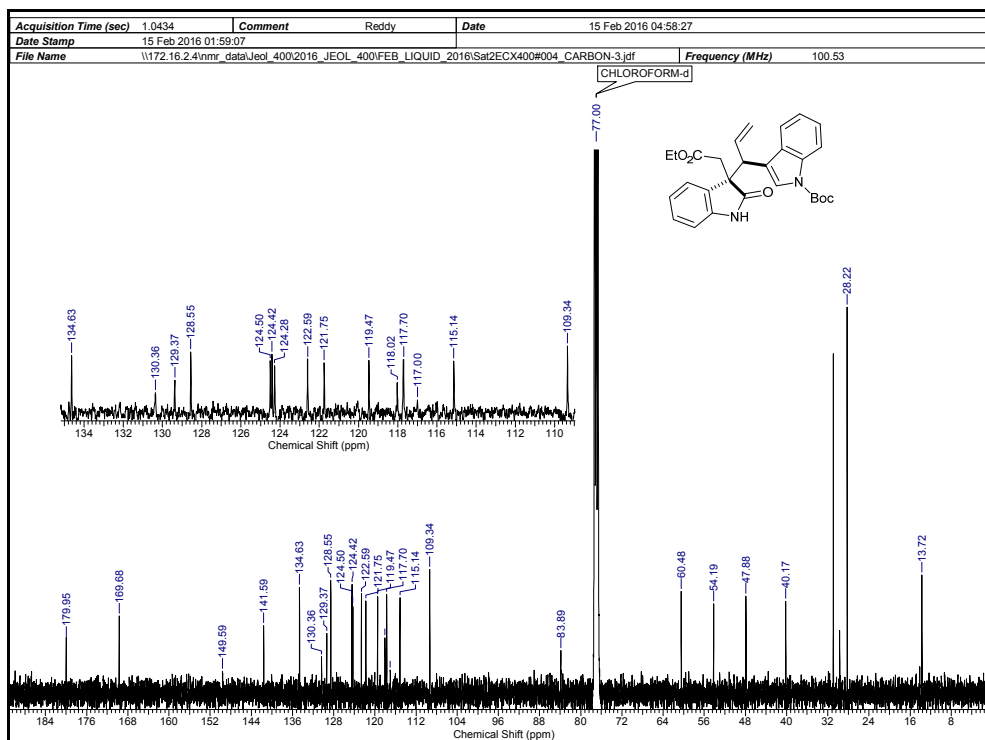 Acquisition Time (sec) 1.0434 Comment Reddy Date 15 Feb 2016 04:58:27
Date Stamp 15 Feb 2016 01:59:07
File Name \\172.16.2.4\nmr_data\Jeol_400\2016_JEOL_400\FEB_LIQUID_2016\Sat2ECX400#004_CARBON-3.jdf Frequency (MHz) 100.53
CHLOROFORM-d
77.00
EtO2C
O
NH
N
Boc
134.63 130.36 129.37 128.55 124.50 124.42 124.28 122.59 121.75 119.47 118.02 117.70 117.00 115.14 109.34
134 132 130 128 126 124 122 120 118 116 114 112 110
Chemical Shift (ppm)
28.22
179.95 169.68 149.59 141.59 134.63 130.36 129.37 128.55 124.50 124.42 122.59 121.75 119.47 117.70 115.14 109.34 83.89 60.48 54.19 47.88 40.17 13.72
184 176 168 160 152 144 136 128 120 112 104 96 88 80 72 64 56 48 40 32 24 16 8 0
Chemical Shift (ppm)